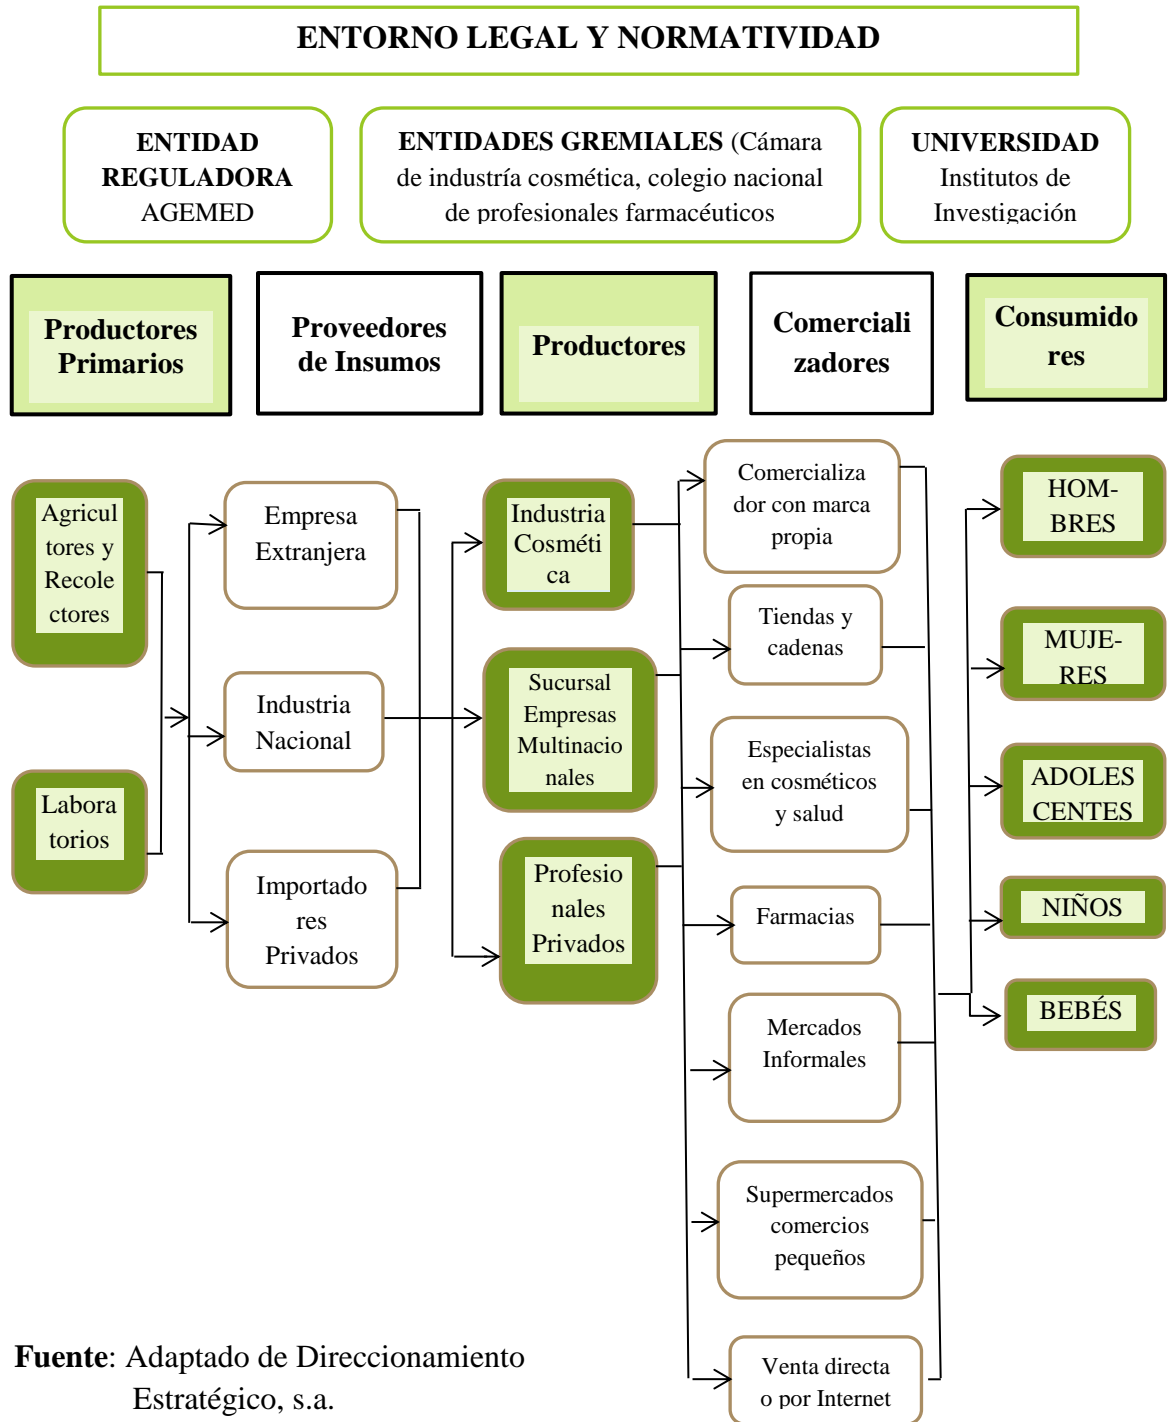 ENTORNO LEGAL Y NORMATIVIDAD
ENTIDAD
REGULADORA
AGEMED
ENTIDADES GREMIALES (Cámara
de industría cosmética, colegio nacional
de profesionales farmacéuticos
UNIVERSIDAD
Institutos de
Investigación
Productores
Primarios
Proveedores
de Insumos
Productores
Comerciali
zadores
Consumido
res
Agricul
tores y
Recole
ctores
Labora
torios
Empresa
Extranjera
Industria
Nacional
Importado
res
Privados
Industria
Cosméti
ca
Sucursal
Empresas
Multinacio
nales
Profesio
nales
Privados
Comercializa
dor con marca
propia
Tiendas y
cadenas
Especialistas
en cosméticos
y salud
Farmacias
Mercados
Informales
Supermercados
comercios
pequeños
Venta directa
o por Internet
HOM-
BRES
MUJE-
RES
ADOLES
CENTES
NIÑOS
BEBÉS
Fuente: Adaptado de Direccionamiento
Estratégico, s.a.